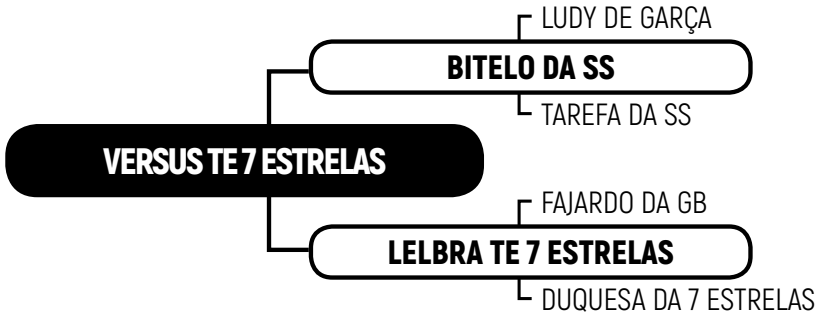 LUDY DE GARÇA
BITELO DA SS
TAREFA DA SS
VERSUS TE 7 ESTRELAS
FAJARDO DA GB
LELBRA TE 7 ESTRELAS
DUQUESA DA 7 ESTRELAS